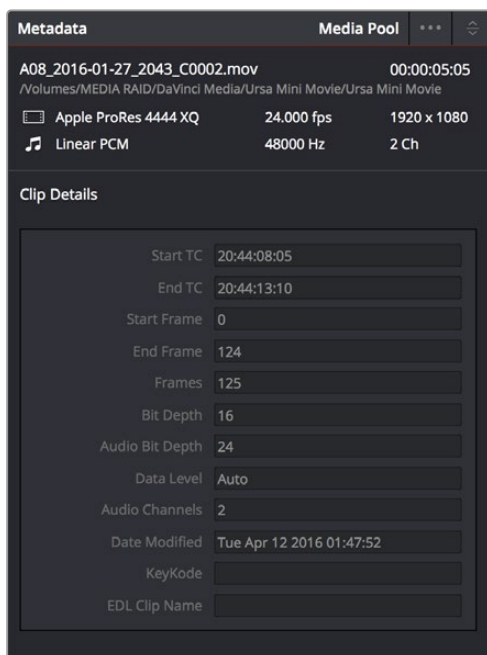 Metadata Media Pool •••
A08_2016-01-27_2043_C0002.mov 00:00:05:05
/Volumes/MEDIA RAID/DaVinci Media/Ursa Mini Movie/Ursa Mini Movie
Apple ProRes 4444 XQ 24.000 fps 1920 x 1080
Linear PCM 48000 Hz 2 Ch
Clip Details
Start TC 20:44:08:05
End TC 20:44:13:10
Start Frame 0
End Frame 124
Frames 125
Bit Depth 16
Audio Bit Depth 24
Data Level Auto
Audio Channels 2
Date Modified Tue Apr 12 2016 01:47:52
KeyKode
EDL Clip Name